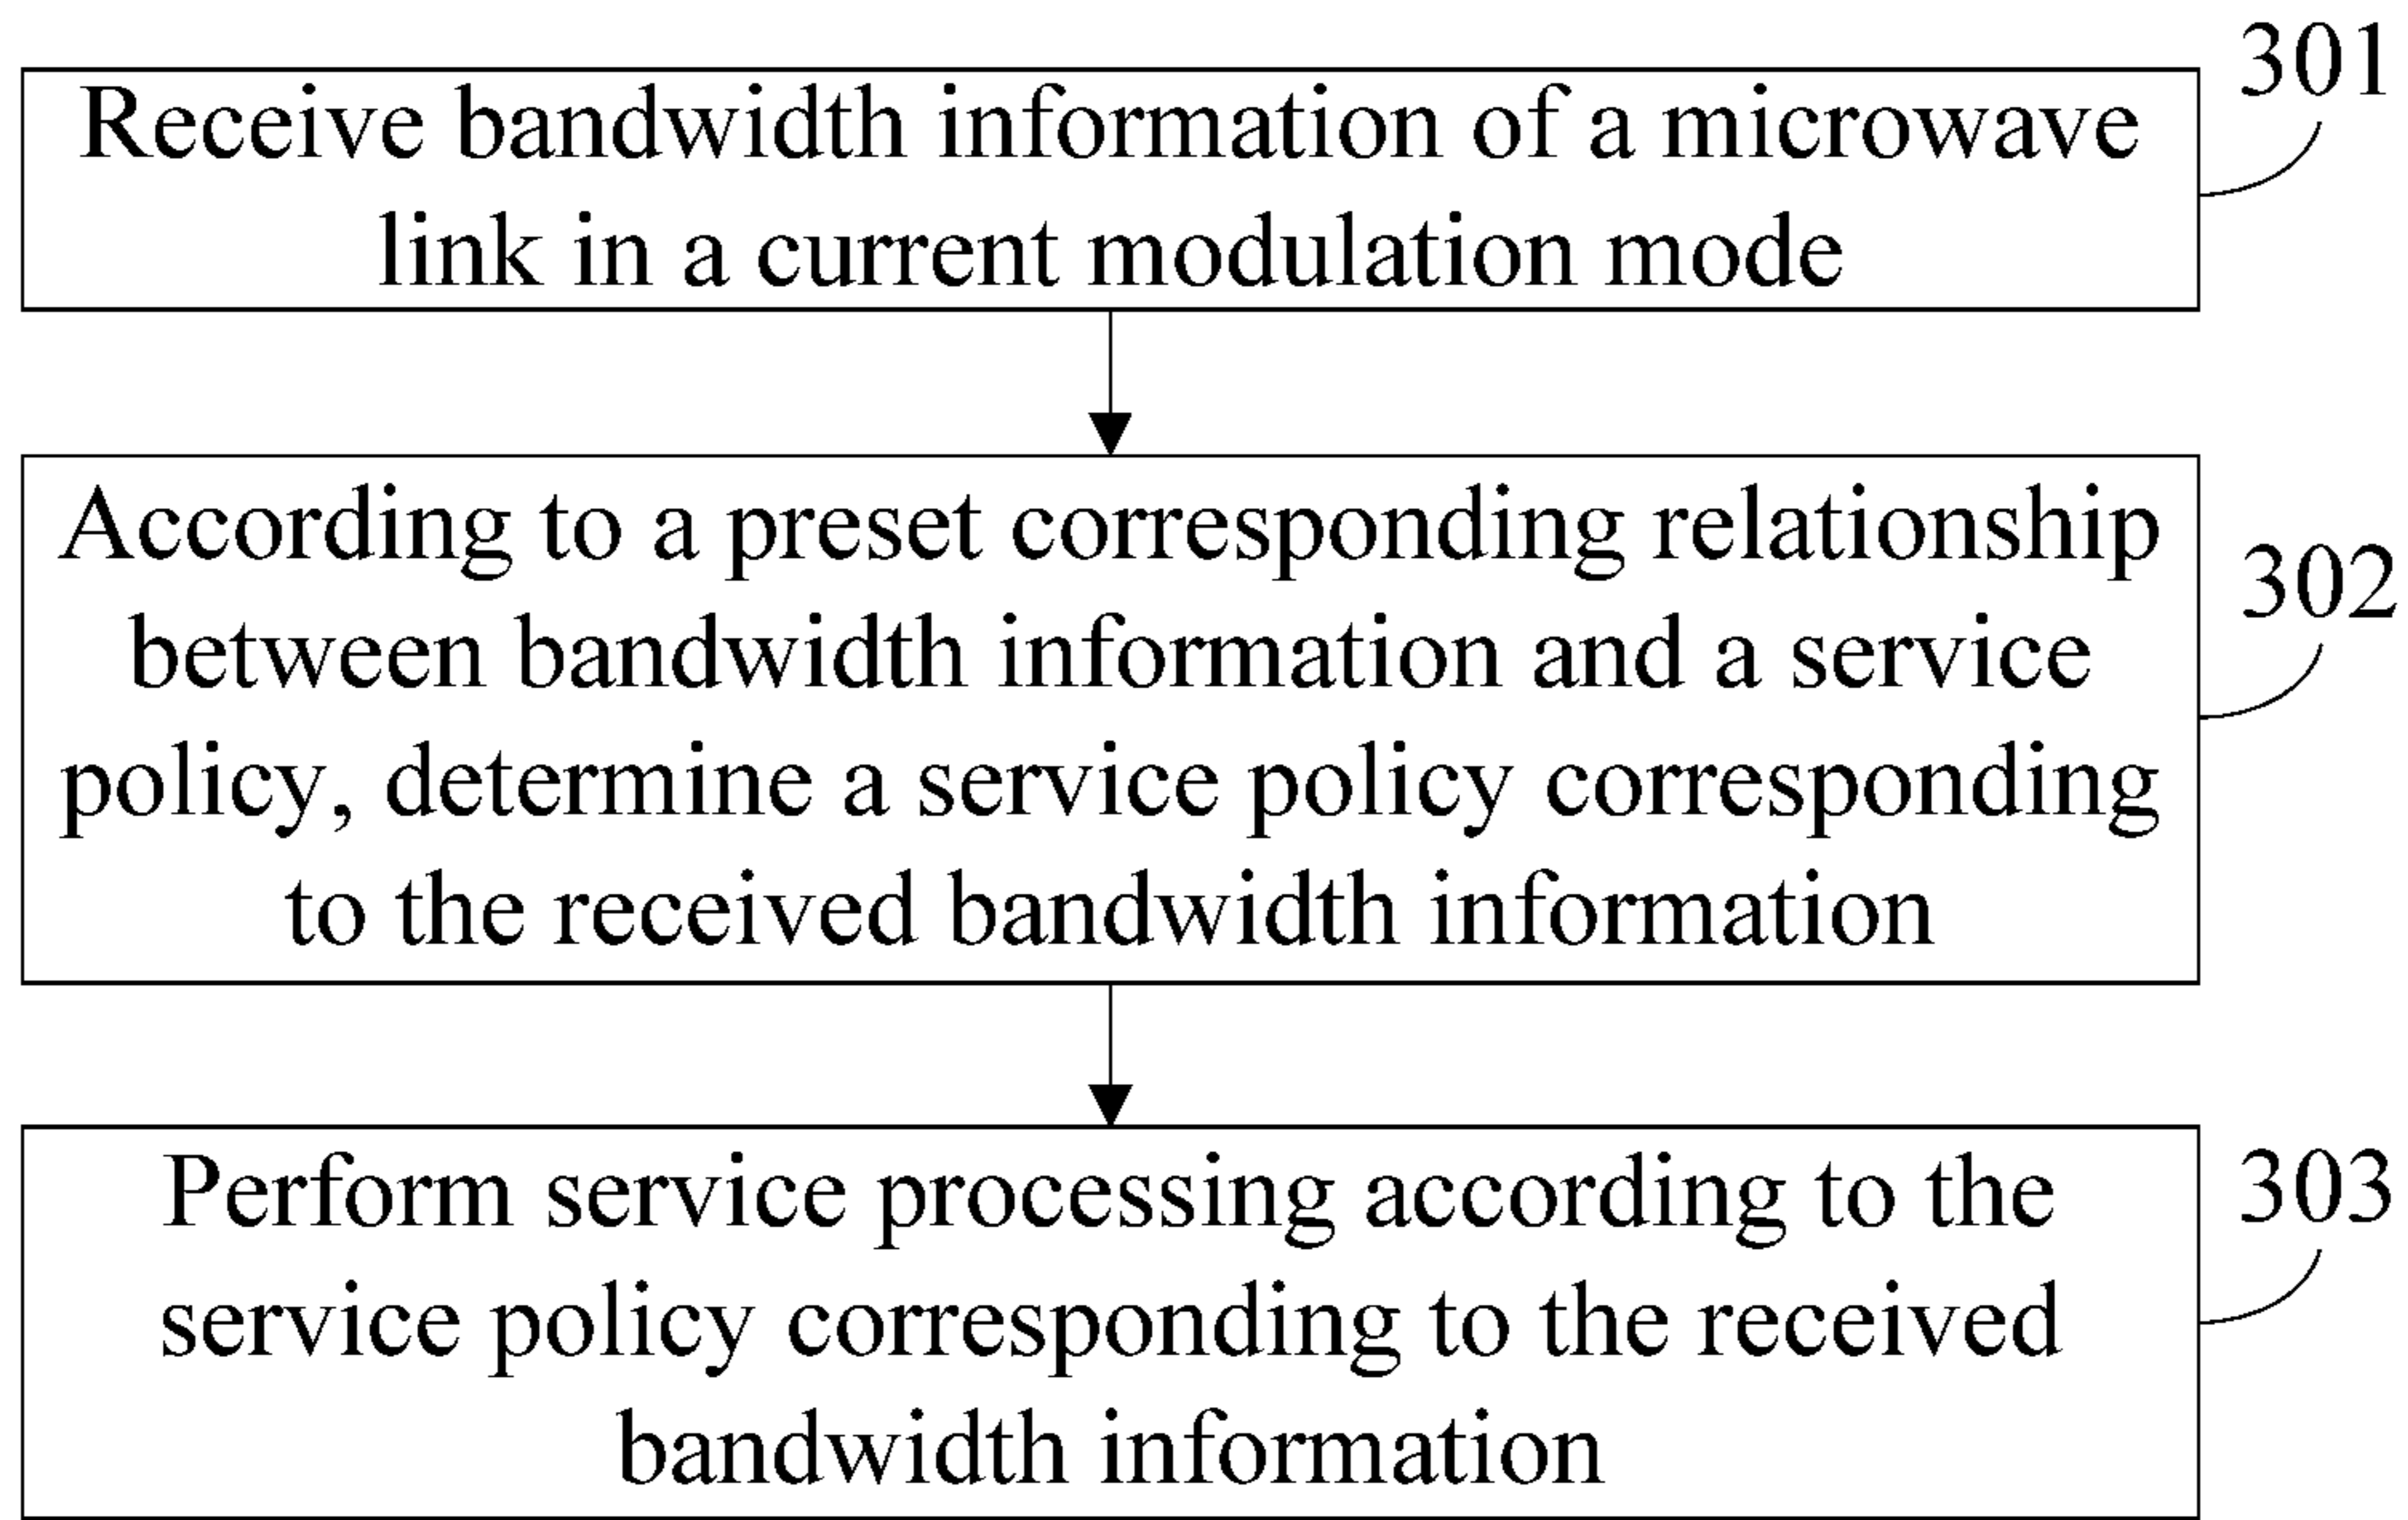 301
Receive bandwidth information of a microwave
link in a current modulation mode
302
According to a preset corresponding relationship
between bandwidth information and a service
policy, determine a service policy corresponding
to the received bandwidth information
303
Perform service processing according to the
service policy corresponding to the received
bandwidth information